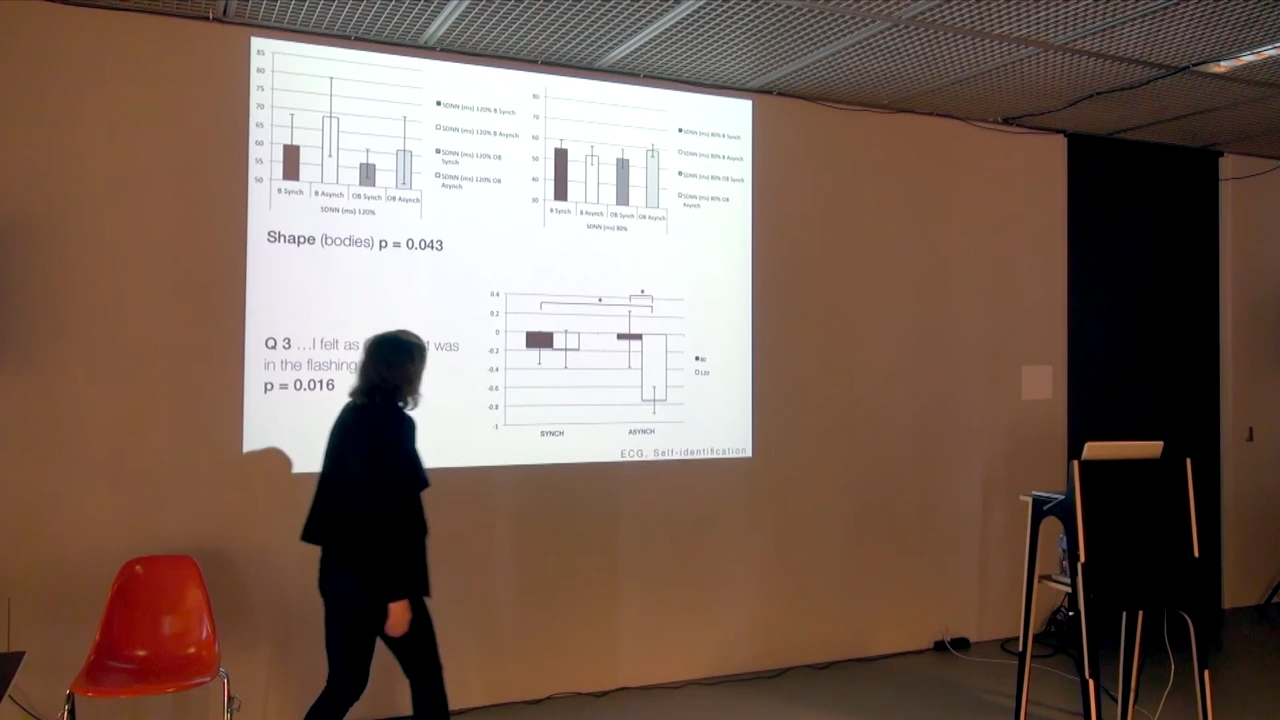 85
80
75
70
65
60
55
50
B Synch
B Asynch
OB Synch
OB Asynch
SDNN (ms) 120%
SDNN (ms) 120% B Synch
SDNN (ms) 120% B Asynch
SDNN (ms) 120% OB
Synch
SDNN (ms) 120% OB
Asynch
80
70
60
50
40
30
B Synch
B Asynch
OB Synch
OB Asynch
SDNN (ms) 80%
SDNN (ms) 80% B Synch
SDNN (ms) 80% B Asynch
SDNN (ms) 80% OB Synch
SDNN (ms) 80% OB
Asynch
Shape (bodies) p = 0.043
Q 3 ...I felt as was
in the flashing
p = 0.016
*
*
0.4
0.2
0
-0.2
-0.4
-0.6
-0.8
-1
SYNCH
ASYNCH
80
120
ECG, Self-identification